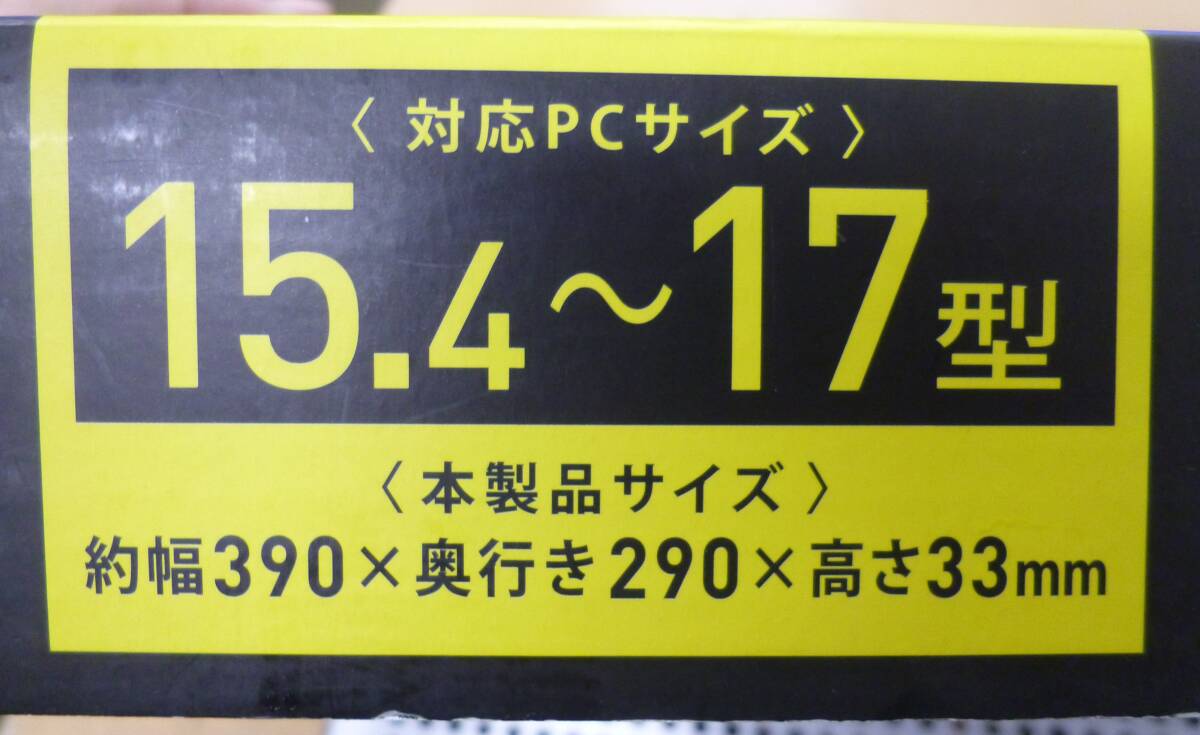 〈 対応PCサイズ 〉
15.4～17型
〈 本製品サイズ 〉
約幅390×奥行き290×高さ33mm